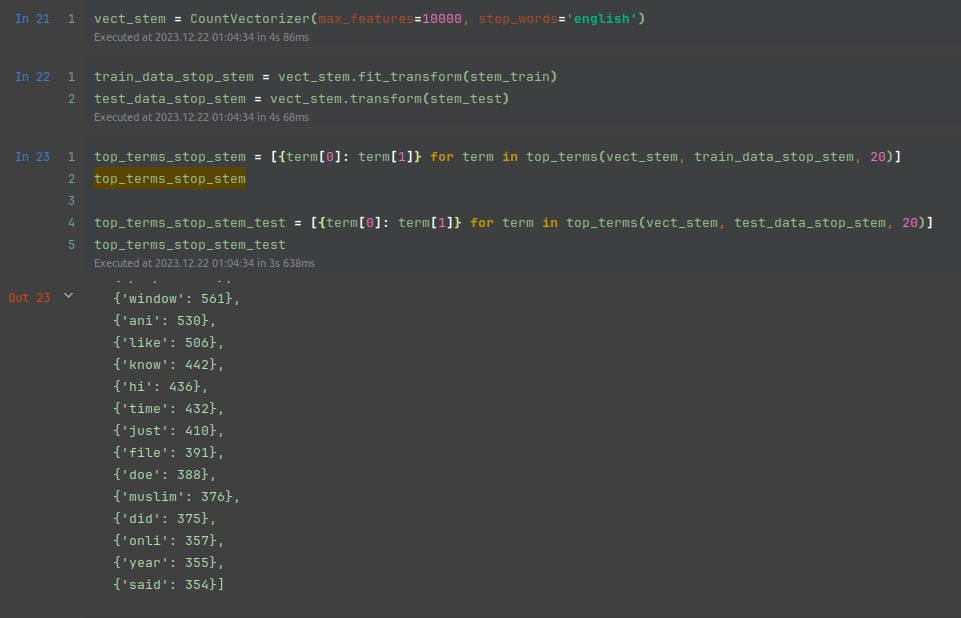 In 21 1 vect_stem = CountVectorizer(max_features=10000, stop_words='english')
Executed at 2023.12.22 01:04:34 in 4s 86ms
In 22 1 train_data_stop_stem = vect_stem.fit_transform(stem_train)
2 test_data_stop_stem = vect_stem.transform(stem_test)
Executed at 2023.12.22 01:04:34 in 4s 68ms
In 23 1 top_terms_stop_stem = [{term[0]: term[1]} for term in top_terms(vect_stem, train_data_stop_stem, 20)]
2 top_terms_stop_stem
3
4 top_terms_stop_stem_test = [{term[0]: term[1]} for term in top_terms(vect_stem, test_data_stop_stem, 20)]
5 top_terms_stop_stem_test
Executed at 2023.12.22 01:04:34 in 3s 638ms
Out 23 {'window': 561},
{'ani': 530},
{'like': 506},
{'know': 442},
{'hi': 436},
{'time': 432},
{'just': 410},
{'file': 391},
{'doe': 388},
{'muslim': 376},
{'did': 375},
{'onli': 357},
{'year': 355},
{'said': 354}]